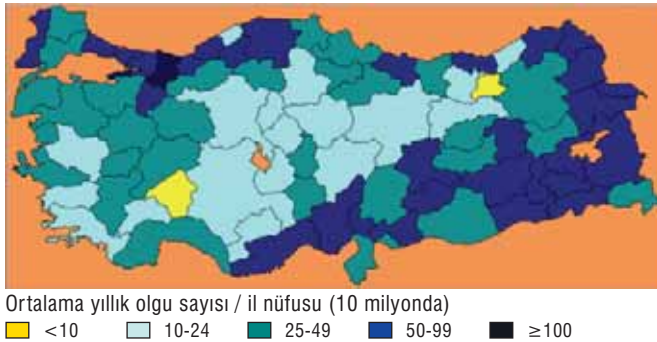 Ortalama yıllık olgu sayısı / il nüfusu (10 milyonda)
<10 10-24 25-49 50-99 ≥100